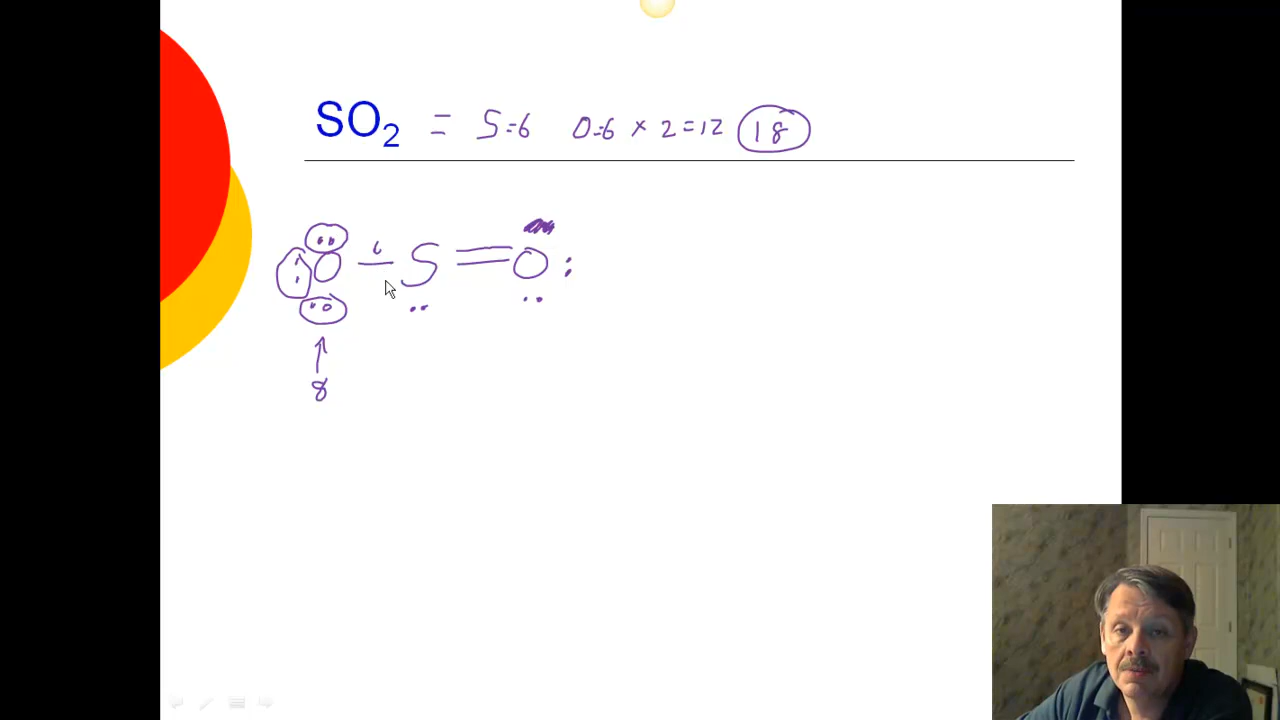 SO2 = S=6 O=6 x 2=12 18
O - S = O
8